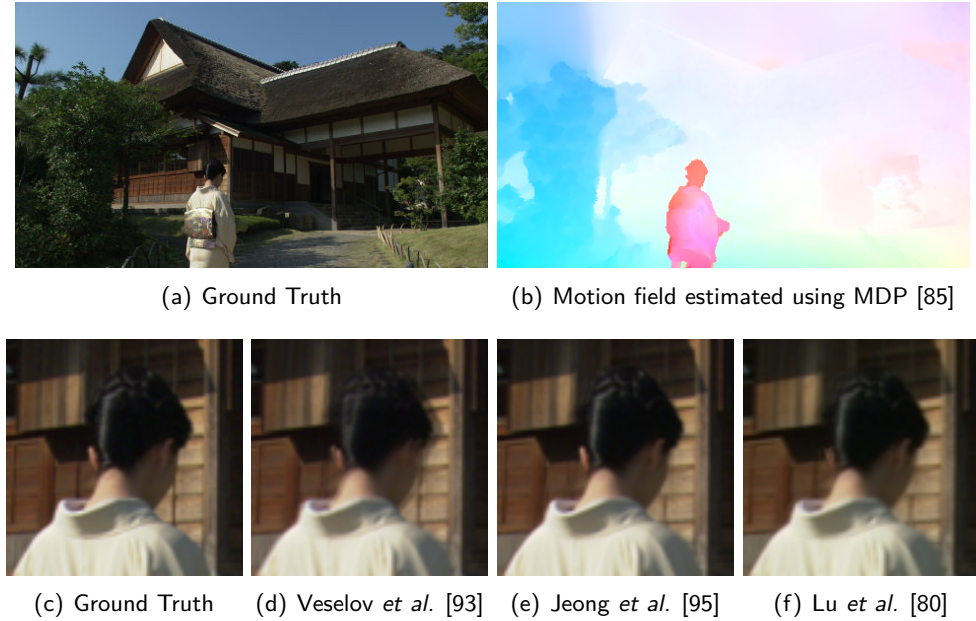 (a) Ground Truth
(b) Motion field estimated using MDP [85]
(c) Ground Truth
(d) Veselov et al. [93]
(e) Jeong et al. [95]
(f) Lu et al. [80]